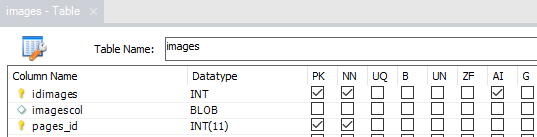 images - Table ×
Table Name: images
Column Name Datatype PK NN UQ B UN ZF AI G
idimages INT
imagescol BLOB
pages_id INT(11)